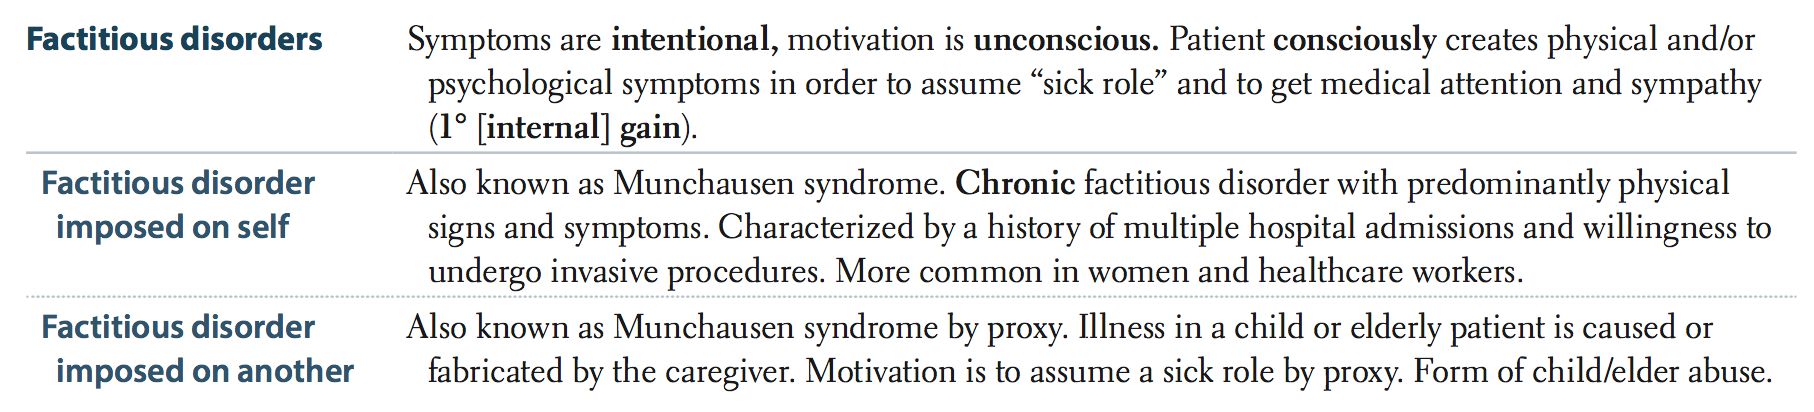 Factitious disorders
Symptoms are intentional, motivation is unconscious. Patient consciously creates physical and/or
psychological symptoms in order to assume “sick role” and to get medical attention and sympathy
(1° [internal] gain).
Factitious disorder
imposed on self
Also known as Munchausen syndrome. Chronic factitious disorder with predominantly physical
signs and symptoms. Characterized by a history of multiple hospital admissions and willingness to
undergo invasive procedures. More common in women and healthcare workers.
Factitious disorder
imposed on another
Also known as Munchausen syndrome by proxy. Illness in a child or elderly patient is caused or
fabricated by the caregiver. Motivation is to assume a sick role by proxy. Form of child/elder abuse.